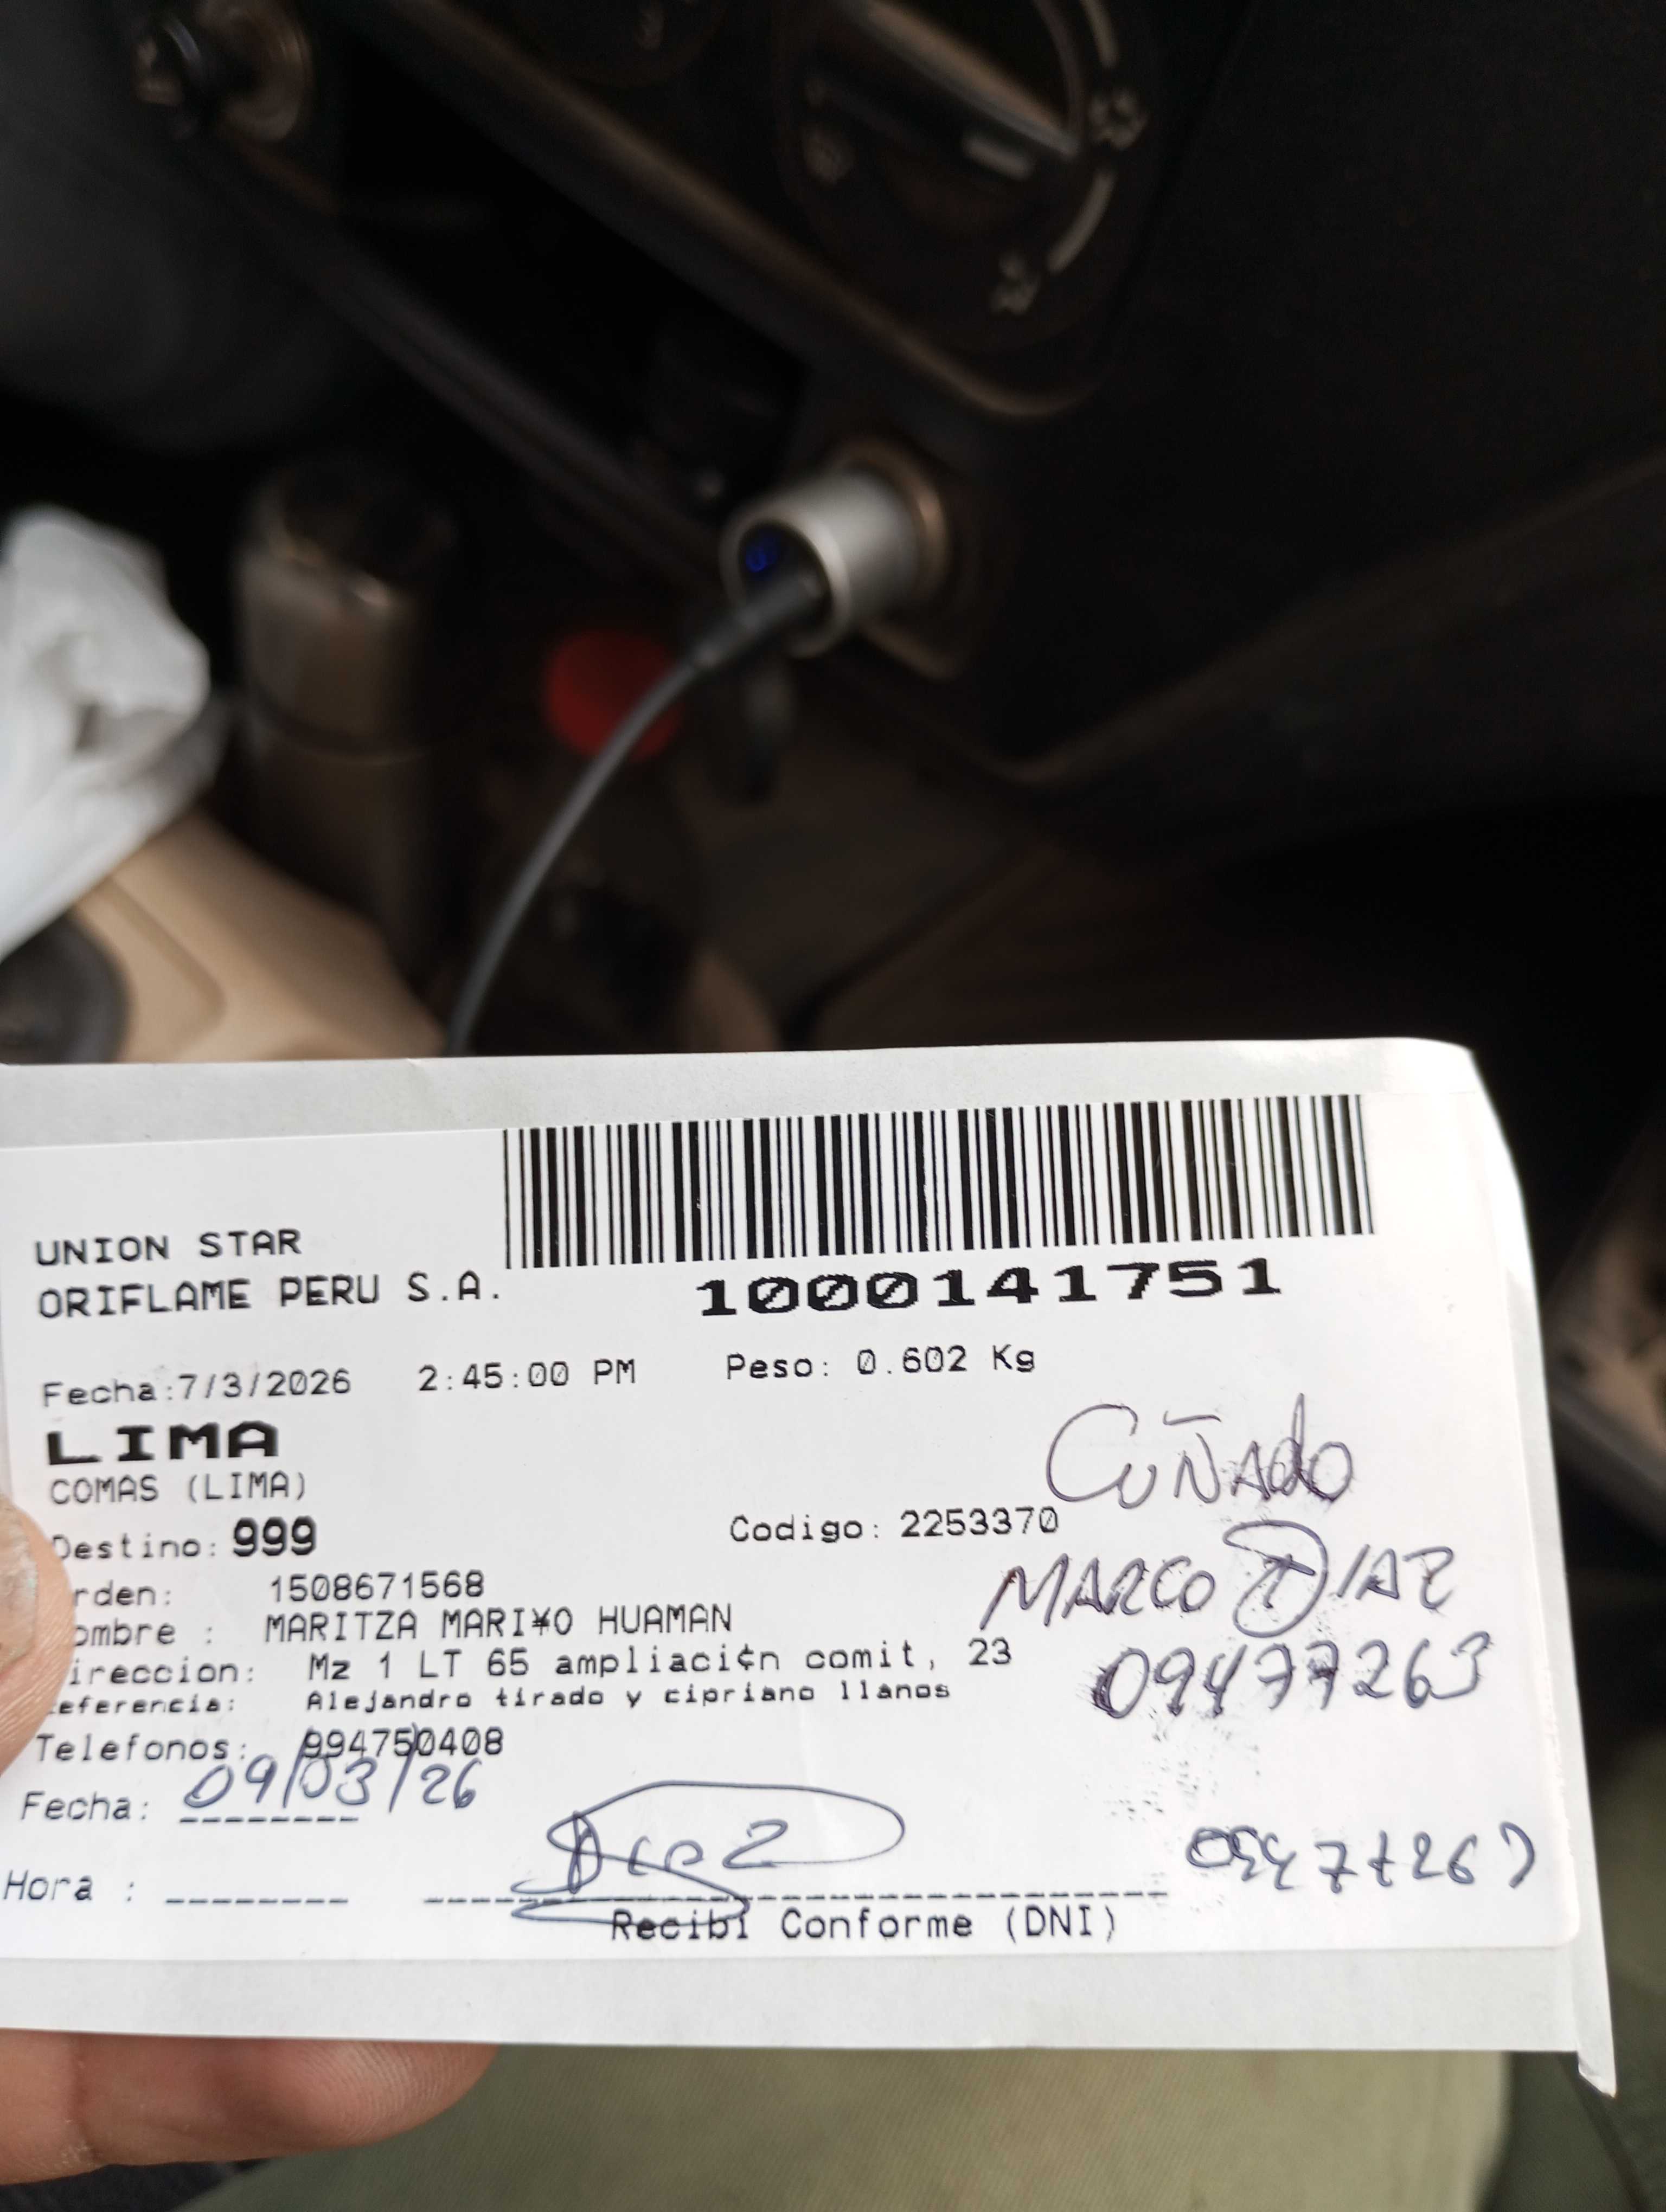 UNION STAR
ORIFLAME PERU S.A.
1000141751
Fecha:7/3/2026 2:45:00 PM Peso: 0.602 Kg
LIMA
COMAS (LIMA)
CUÑADO
Destino: 999 Codigo: 2253370
rden: 1508671568
MARCO DIAZ
ombre : MARITZA MARI¥O HUAMAN
ireccion: Mz 1 LT 65 ampliaci¢n comit, 23
09477263
eferencia: Alejandro tirado y cipriano llanos
Telefonos: 994750408
Fecha: 09/03/26
Hora :
Recibi Conforme (DNI)